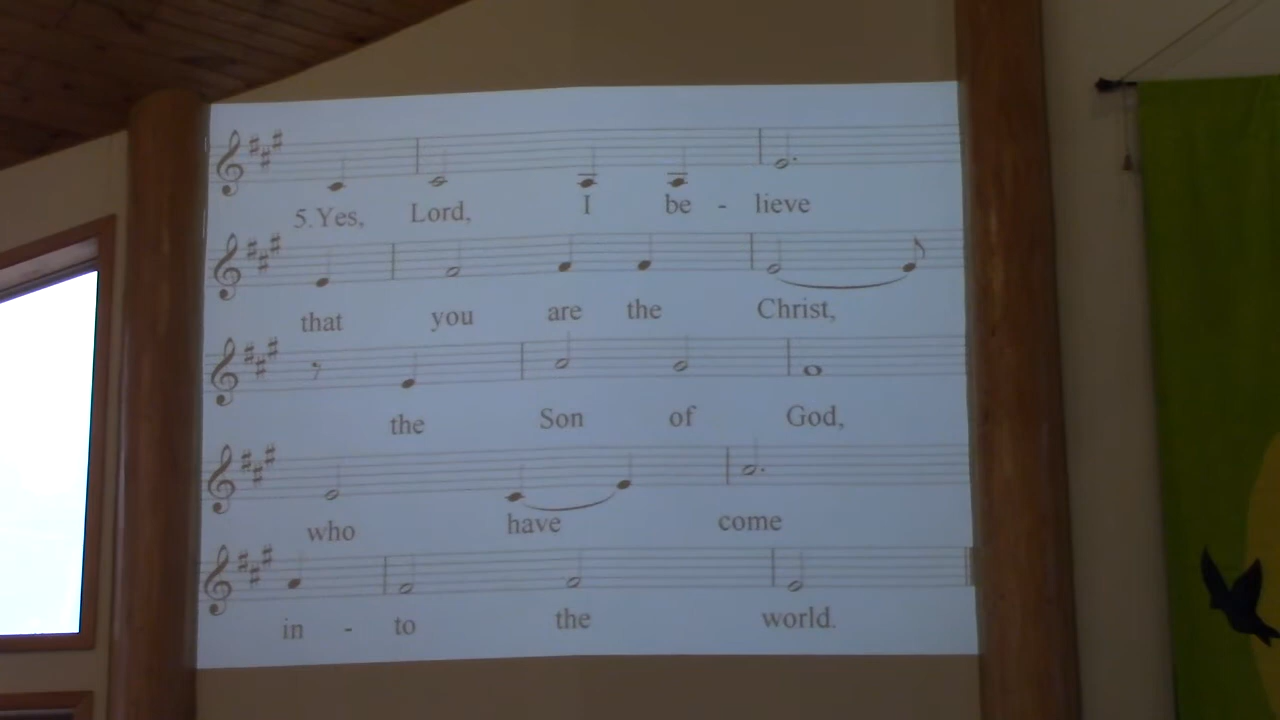 5.Yes, Lord, I be - lieve
that you are the Christ,
the Son of God,
who have come
in - to the world.